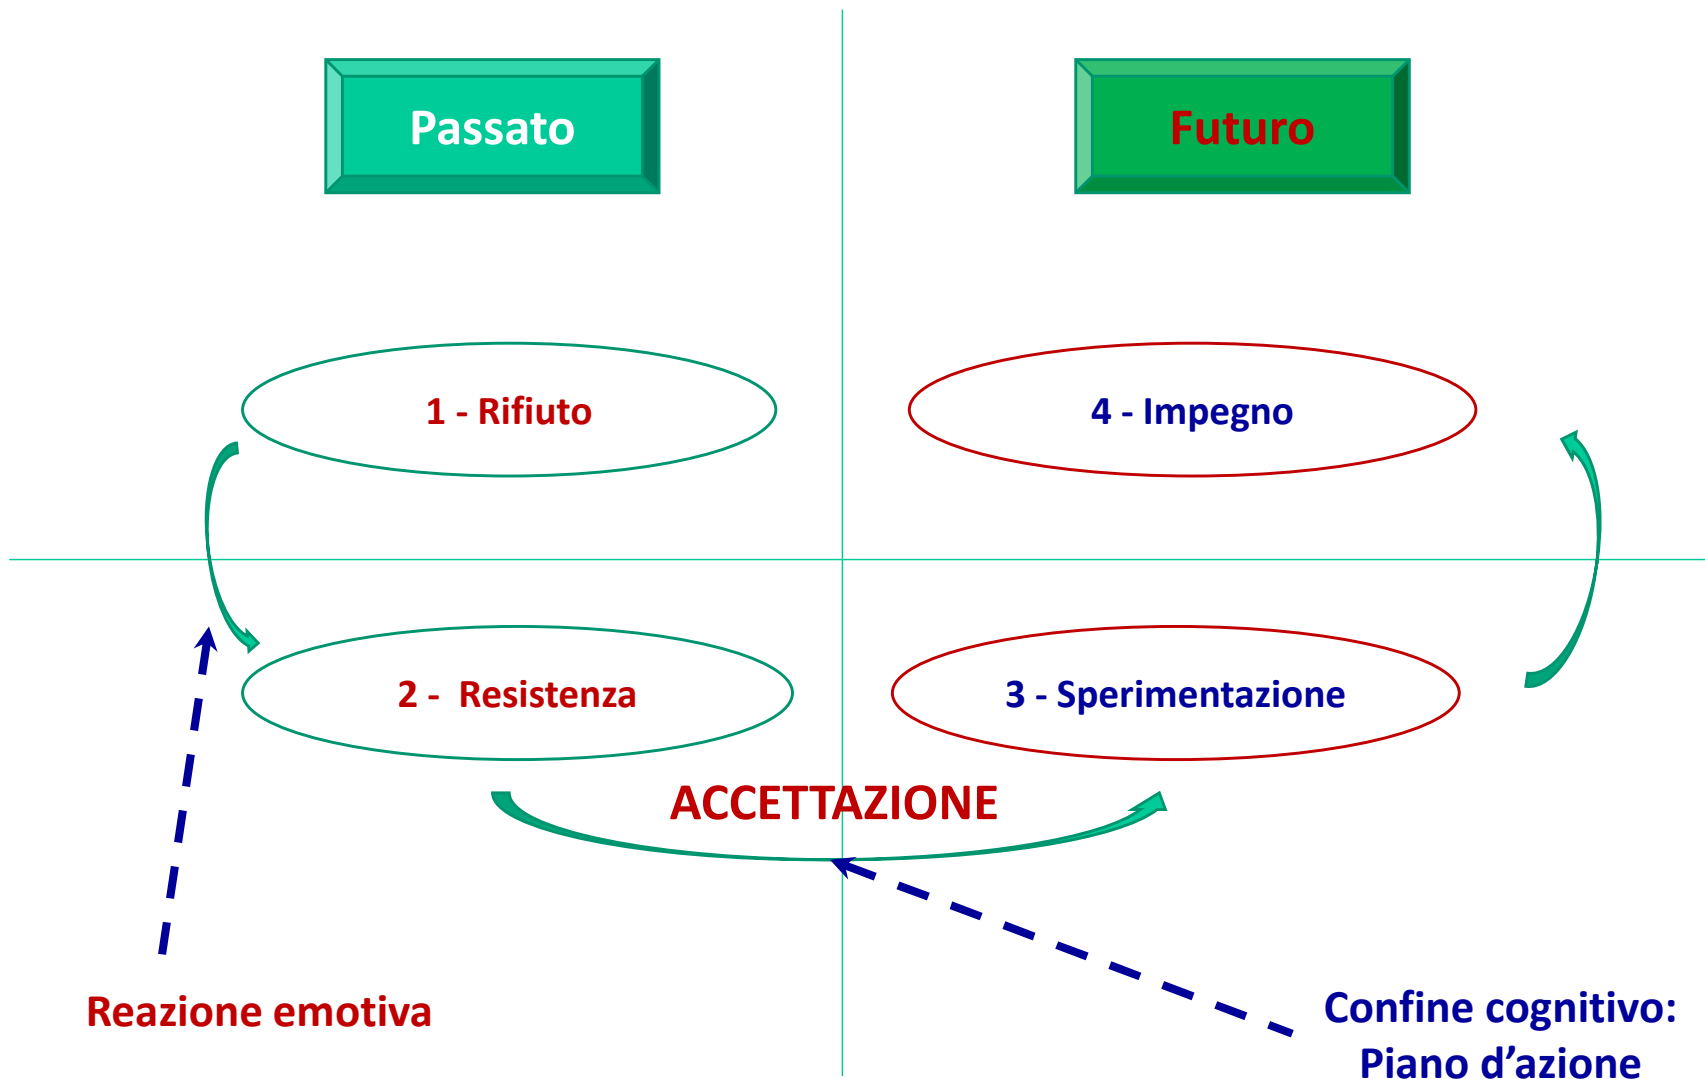 Passato
Futuro
1 - Rifiuto
4 - Impegno
2 - Resistenza
3 - Sperimentazione
ACCETTAZIONE
Reazione emotiva
Confine cognitivo:
Piano d’azione